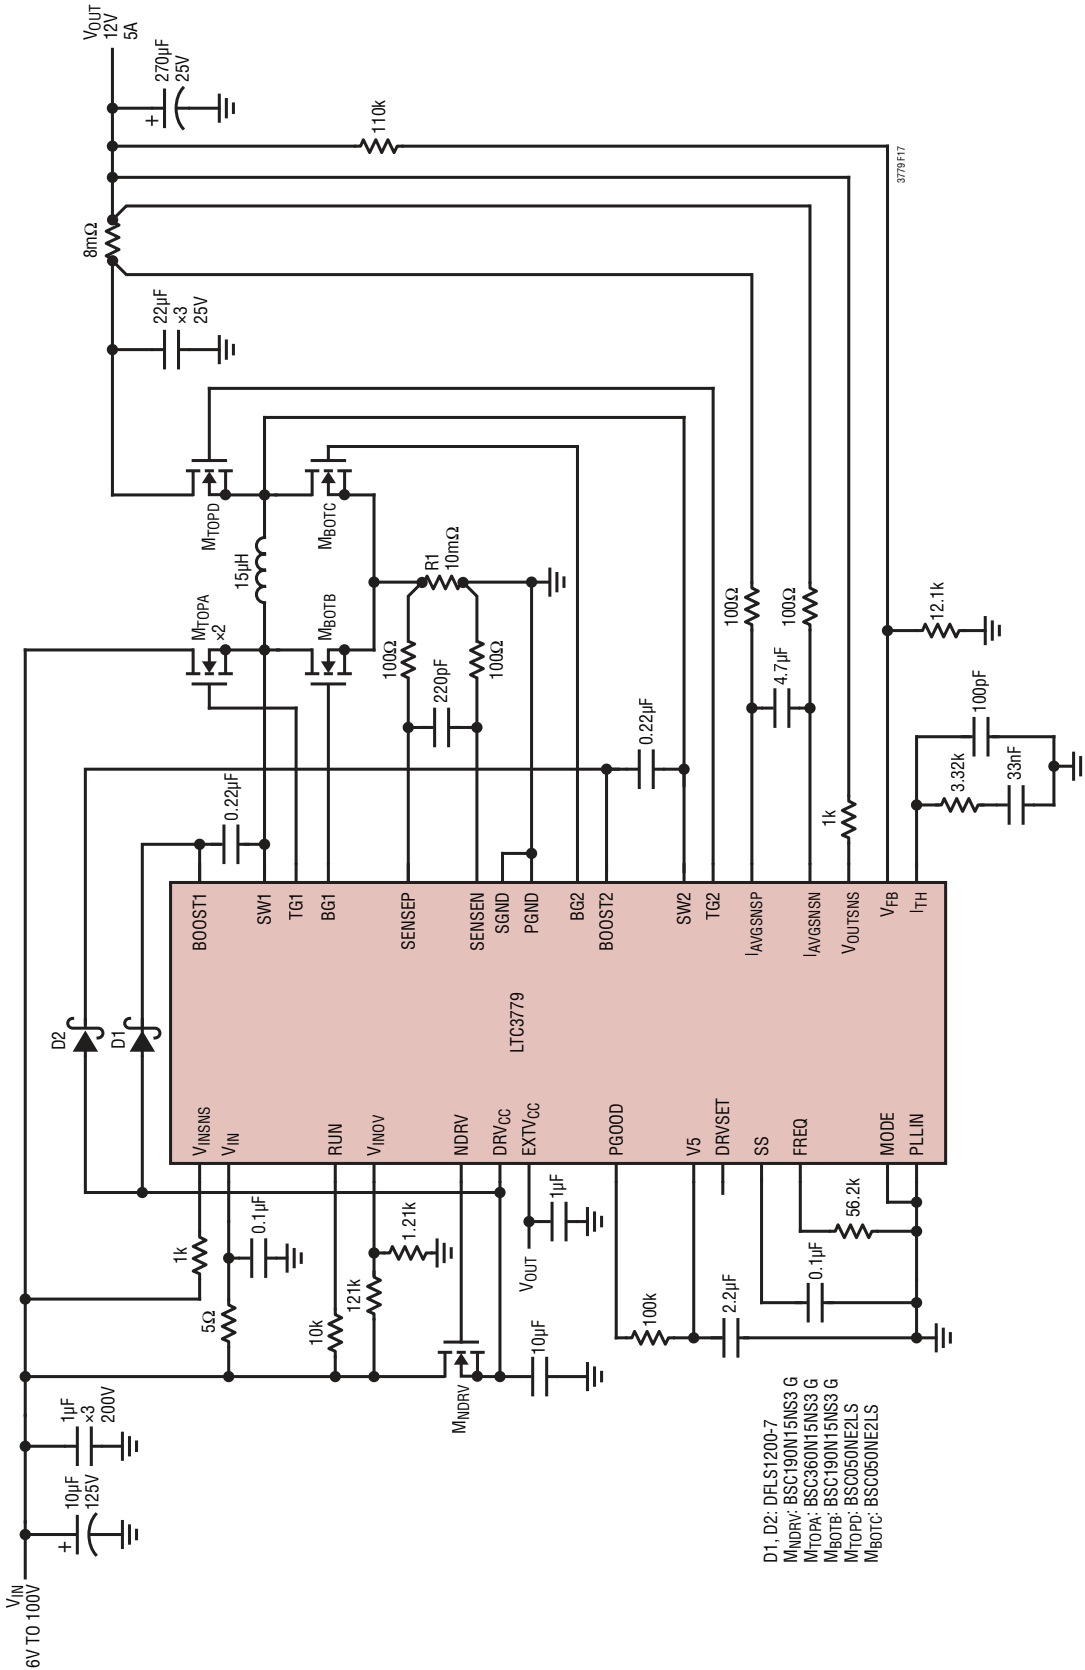 VIN
6V TO 100V
10µF
125V
+
1µF
×3
200V
5Ω
1k
0.1µF
10k
121k
1.21k
MNDRV
10µF
VOUT
1µF
100k
2.2µF
0.1µF
56.2k
D2
D1
VINSNS
VIN
RUN
VINOV
NDRV
DRVCC
EXTVCC
PGOOD
V5
DRVSET
SS
FREQ
MODE
PLLIN
LTC3779
BOOST1
SW1
TG1
BG1
SENSEP
SENSEN
SGND
PGND
BG2
BOOST2
SW2
TG2
IAVGSNSP
IAVGSNSN
VOUTSNS
VFB
ITH
0.22µF
MTOPA
×2
15µH
MTOPD
MBOTB
MBOTC
100Ω
220pF
100Ω
R1
10mΩ
0.22µF
100Ω
100Ω
4.7µF
1k
12.1k
3.32k
100pF
33nF
22µF
×3
25V
8mΩ
110k
+
270µF
25V
VOUT
12V
5A
D1, D2: DFLS1200-7
MNDRV: BSC190N15NS3 G
MTOPA: BSC360N15NS3 G
MBOTB: BSC190N15NS3 G
MTOPD: BSC050NE2LS
MBOTC: BSC050NE2LS
3779 F17